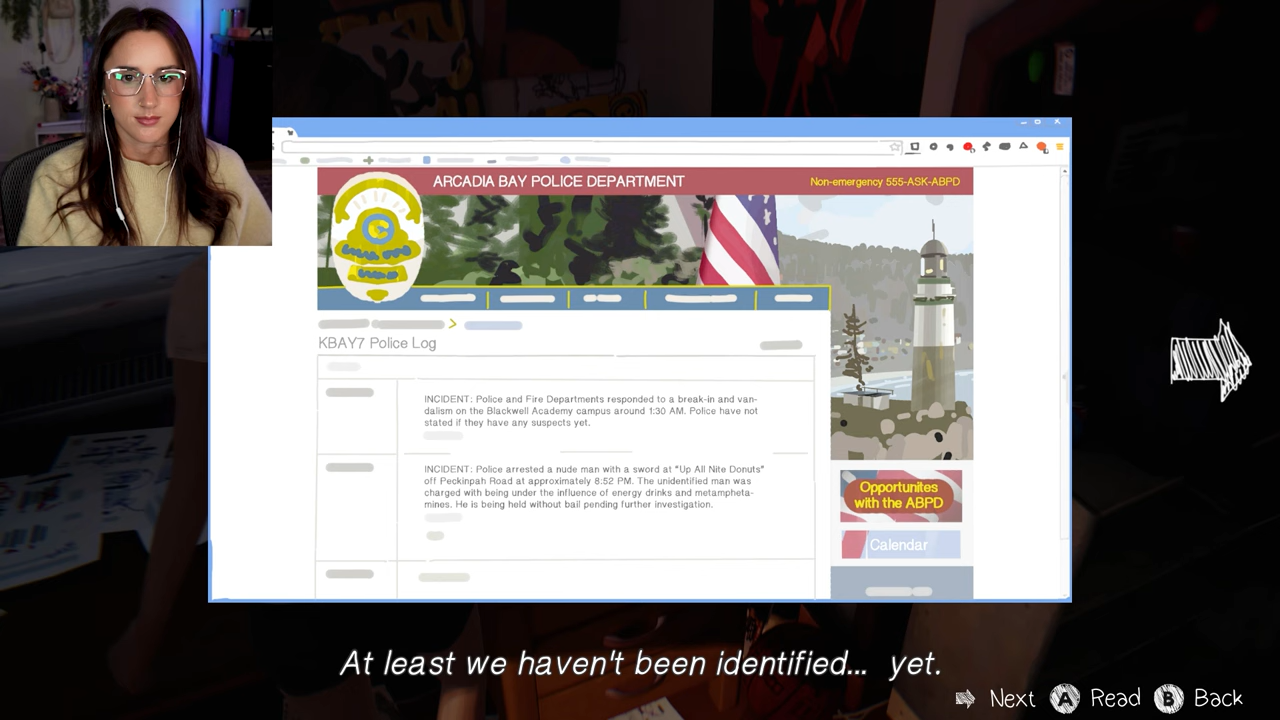 ARCADIA BAY POLICE DEPARTMENT
Non-emergency 555-ASK-ABPD
KBAY7 Police Log
INCIDENT: Police and Fire Departments responded to a break-in and van-
dalism on the Blackwell Academy campus around 1:30 AM. Police have not
stated if they have any suspects yet.
INCIDENT: Police arrested a nude man with a sword at "Up All Nite Donuts"
off Peckinpah Road at approximately 8:52 PM. The unidentified man was
charged with being under the influence of energy drinks and metampheta-
mines. He is being held without bail pending further investigation.
Opportunites
with the ABPD
Calendar
At least we haven't been identified... yet.
Next A Read B Back